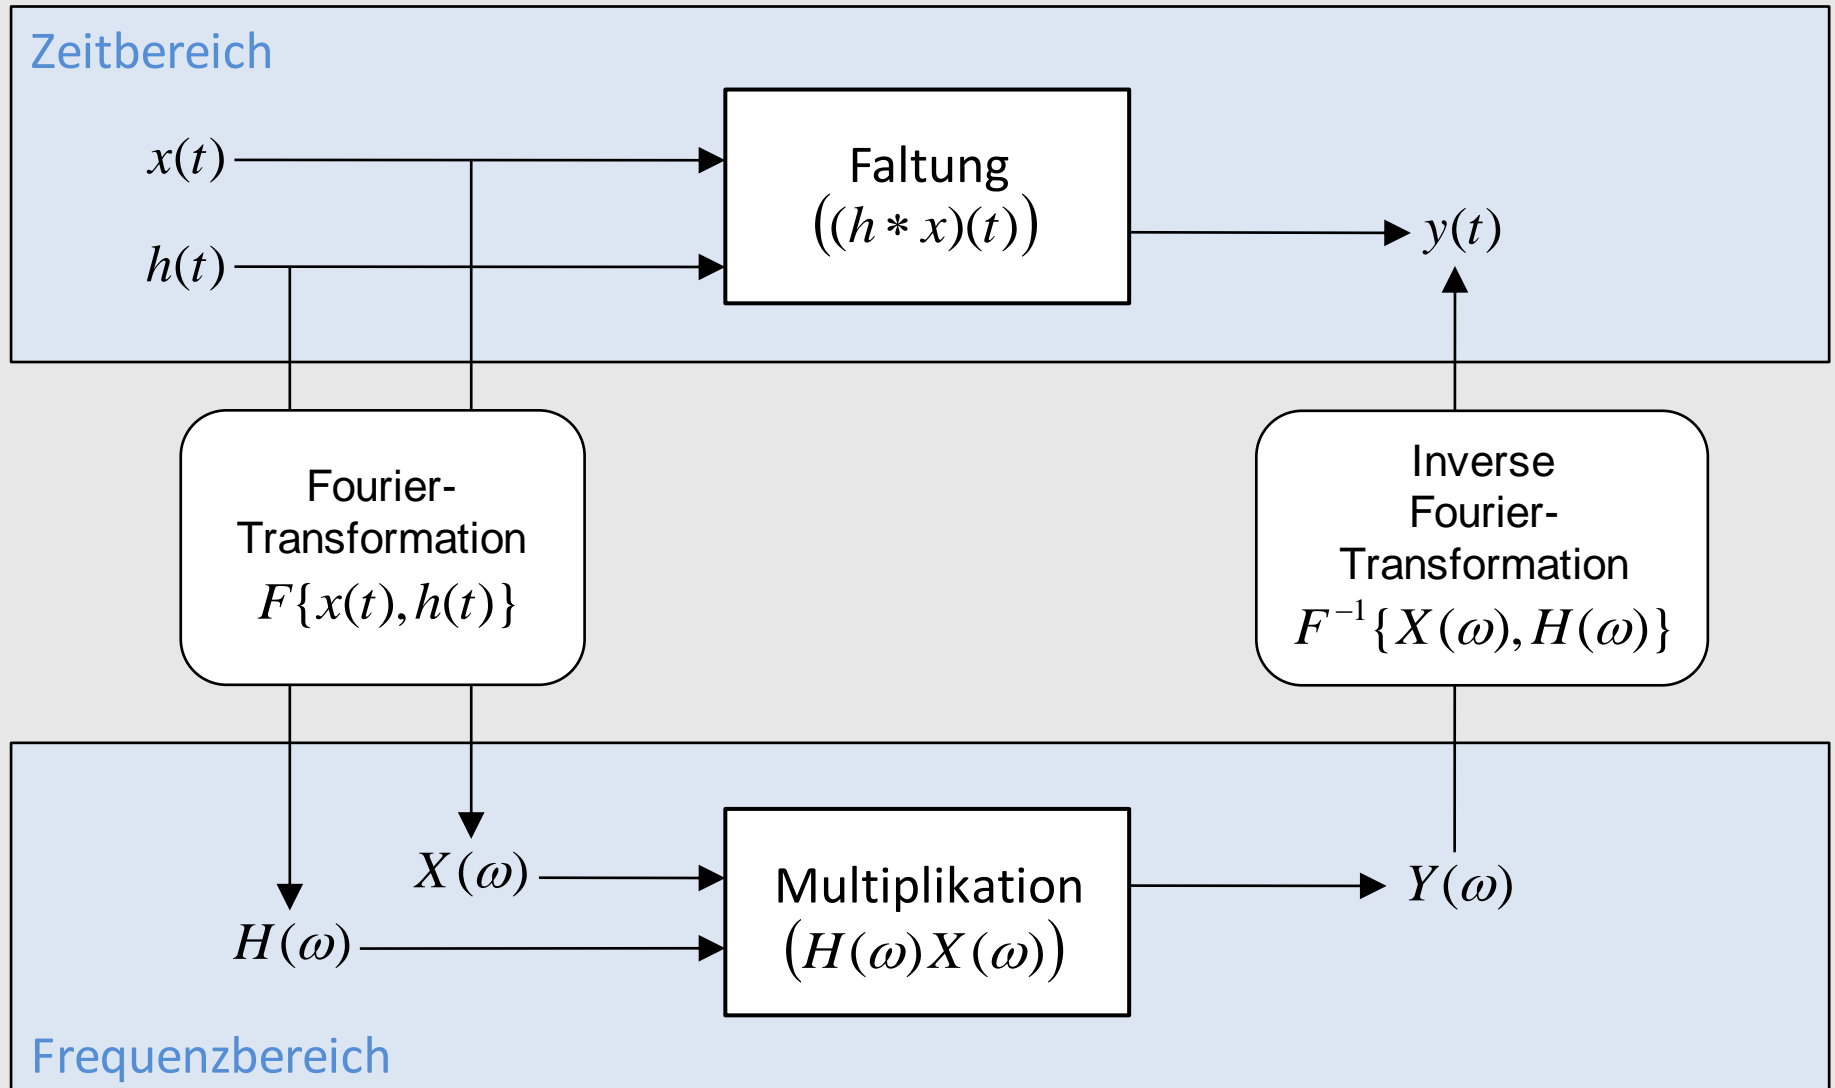 Zeitbereich
x(t)
h(t)
Faltung
((h * x)(t))
y(t)
Fourier-
Transformation
F{x(t), h(t)}
Inverse
Fourier-
Transformation
F⁻¹{X(ω), H(ω)}
X(ω)
H(ω)
Multiplikation
(H(ω)X(ω))
Y(ω)
Frequenzbereich